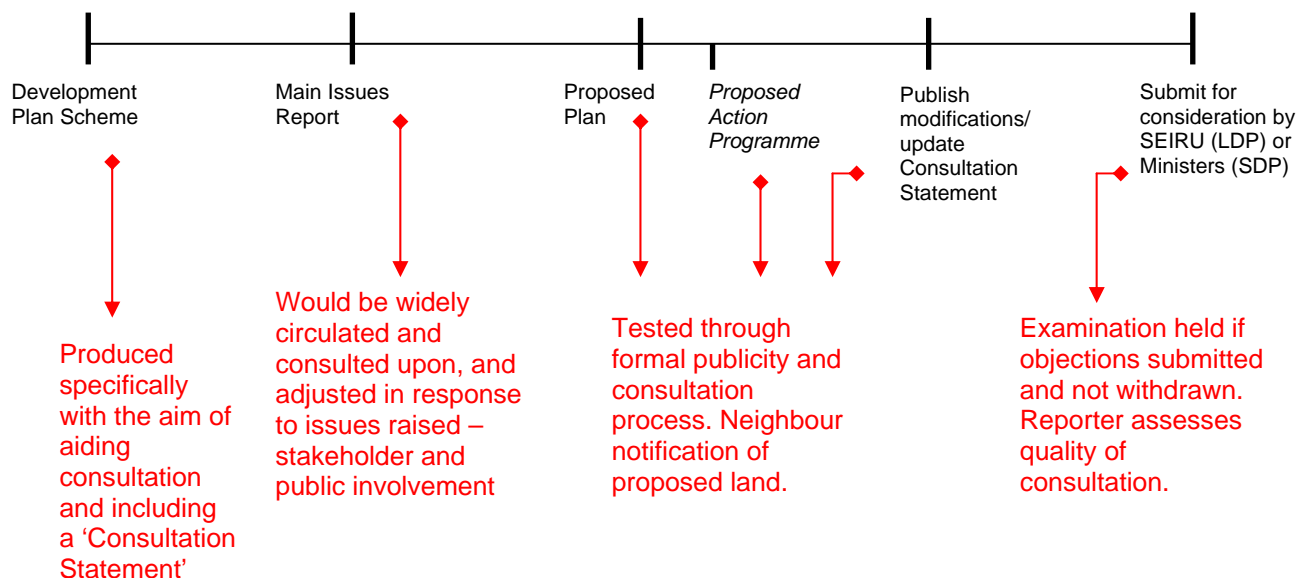 Development
Plan Scheme
Main Issues
Report
Proposed
Plan
Proposed
Action
Programme
Publish
modifications/
update
Consultation
Statement
Submit for
consideration by
SEIRU (LDP) or
Ministers (SDP)
Produced
specifically
with the aim of
aiding
consultation
and including
a ‘Consultation
Statement’
Would be widely
circulated and
consulted upon, and
adjusted in response
to issues raised –
stakeholder and
public involvement
Tested through
formal publicity and
consultation
process. Neighbour
notification of
proposed land.
Examination held if
objections submitted
and not withdrawn.
Reporter assesses
quality of
consultation.